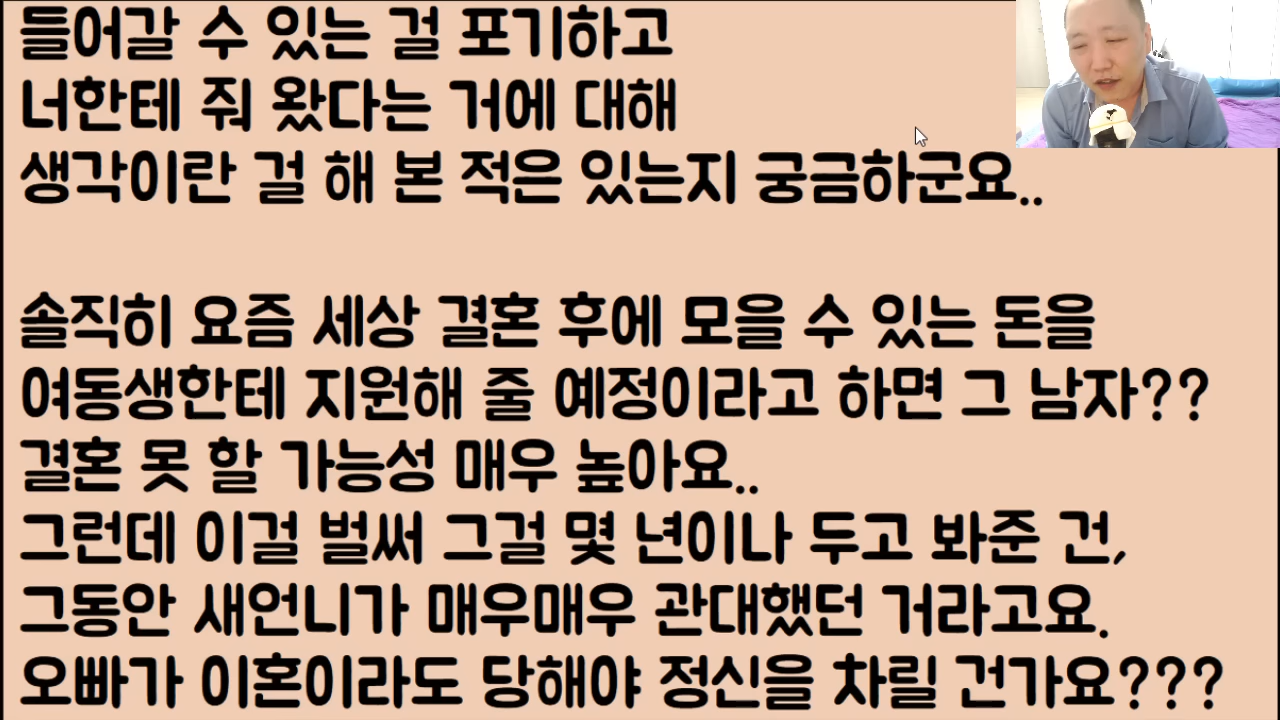 들어갈 수 있는 걸 포기하고
너한테 줘 왔다는 거에 대해
생각이란 걸 해 본 적은 있는지 궁금하군요..
솔직히 요즘 세상 결혼 후에 모을 수 있는 돈을
여동생한테 지원해 줄 예정이라고 하면 그 남자??
결혼 못 할 가능성 매우 높아요..
그런데 이걸 벌써 그걸 몇 년이나 두고 봐준 건,
그동안 새언니가 매우매우 관대했던 거라고요.
오빠가 이혼이라도 당해야 정신을 차릴 건가요???